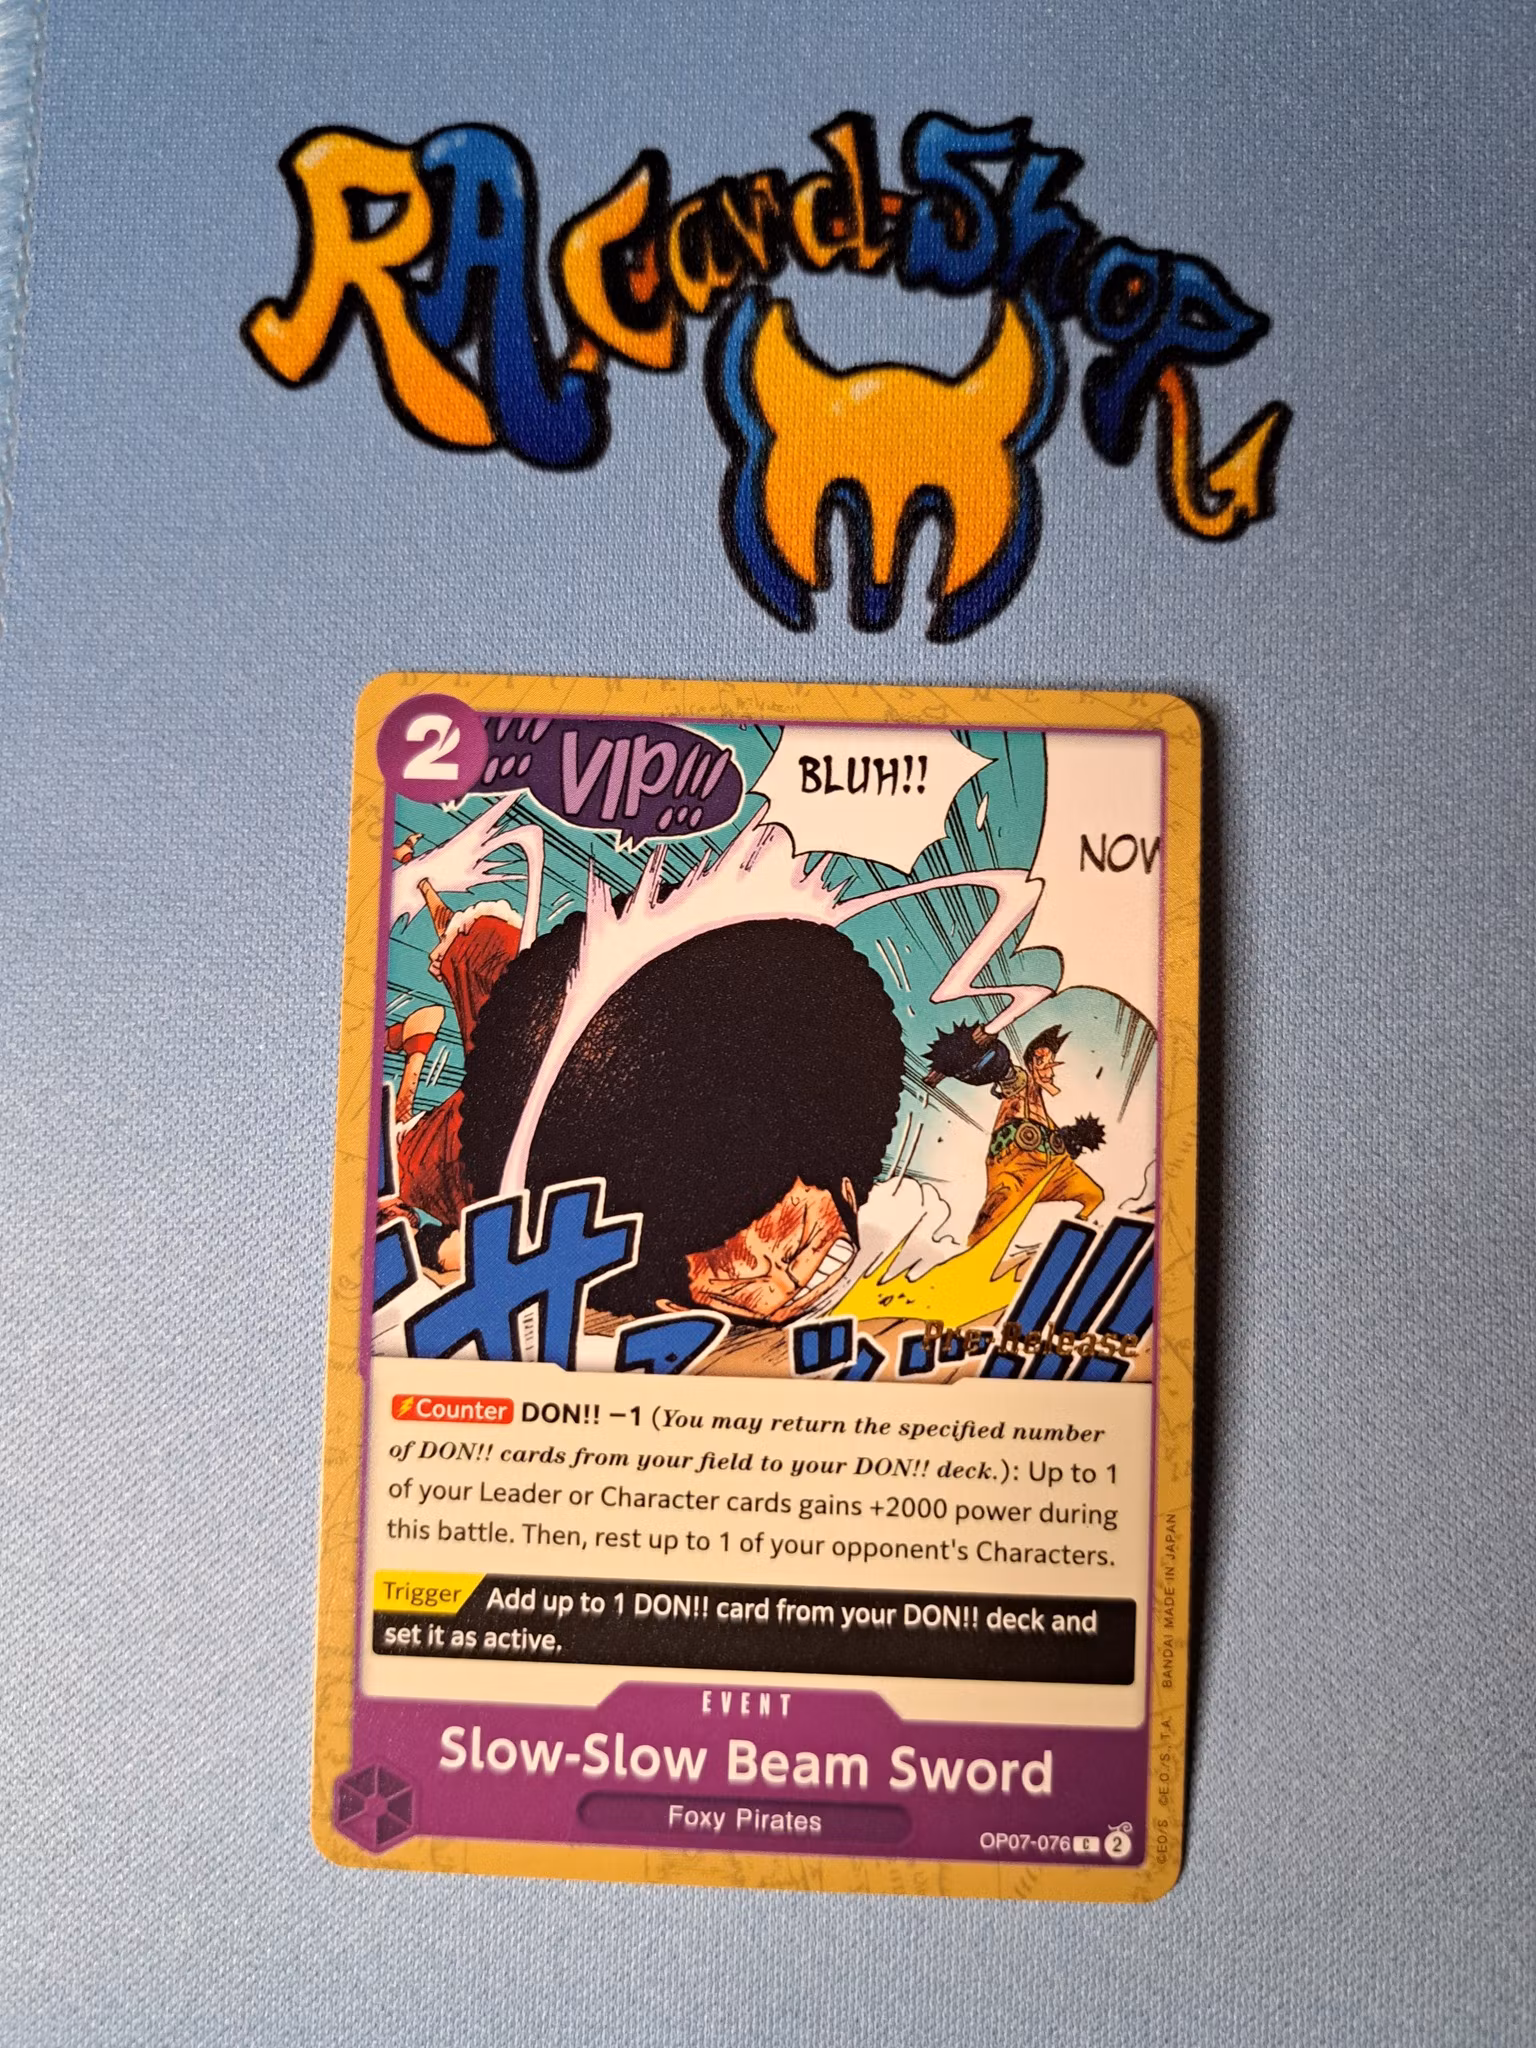 RA Card-Shop
2
VIP!!!
BLUH!!
NOW
Pre-Release
Counter DON!! −1 (You may return the specified number
of DON!! cards from your field to your DON!! deck.): Up to 1
of your Leader or Character cards gains +2000 power during
this battle. Then, rest up to 1 of your opponent's Characters.
Trigger Add up to 1 DON!! card from your DON!! deck and
set it as active.
EVENT
Slow-Slow Beam Sword
Foxy Pirates
OP07-076 C 2
©E.O/S. ©E.O./S.,T.A. BANDAI MADE IN JAPAN